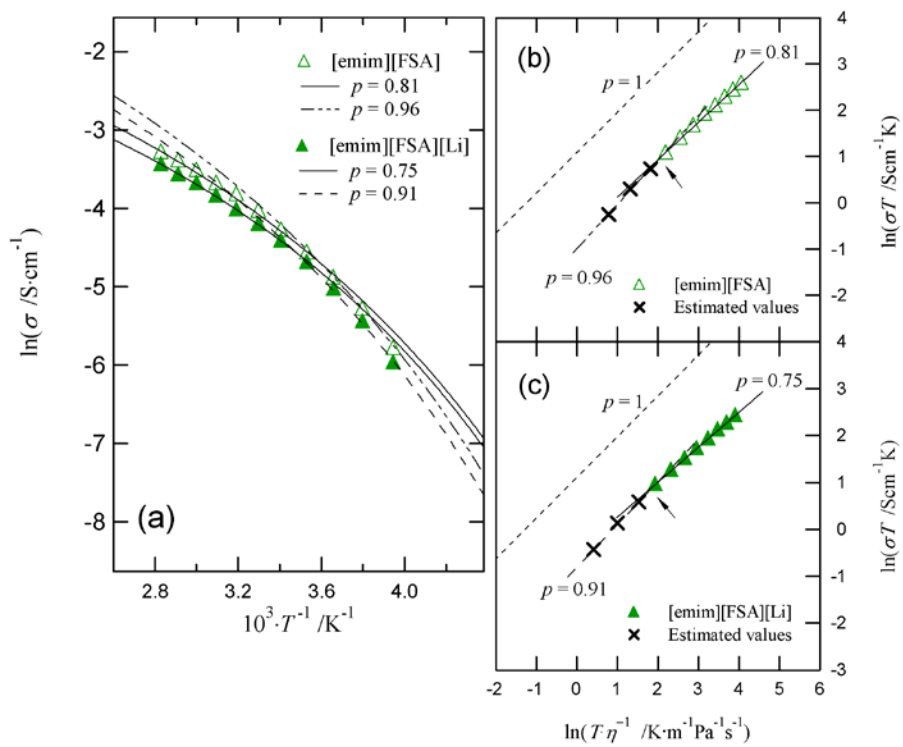 -2
-3
-4
-5
-6
-7
-8
ln(σ /S·cm⁻¹)
[emim][FSA]
p = 0.81
p = 0.96
[emim][FSA][Li]
p = 0.75
p = 0.91
(a)
2.8 3.2 3.6 4.0
10³·T⁻¹ /K⁻¹
(b)
p = 1
p = 0.81
p = 0.96
[emim][FSA]
Estimated values
4
3
2
1
0
-1
-2
4
ln(σT /Scm⁻¹K)
(c)
p = 1
p = 0.75
p = 0.91
[emim][FSA][Li]
Estimated values
3
2
1
0
-1
-2
-3
ln(σT /Scm⁻¹K)
-2 -1 0 1 2 3 4 5 6
ln(T·η⁻¹ /K·m⁻¹Pa⁻¹s⁻¹)